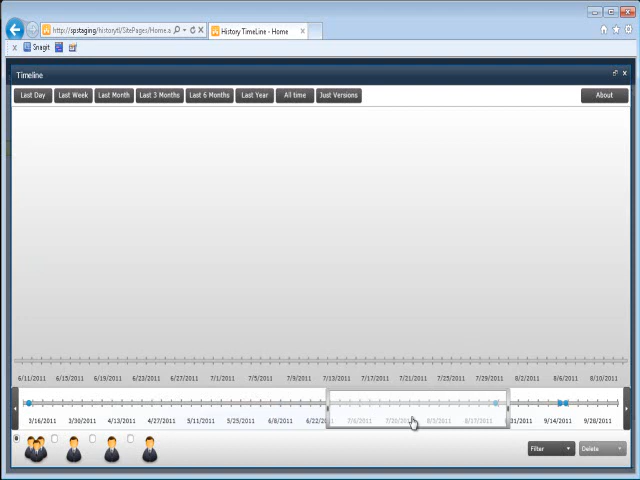 http://spstaging/historytl/SitePages/Home.a
History TimeLine - Home
x Snagit
Timeline
Last Day Last Week Last Month Last 3 Months Last 6 Months Last Year All time Just Versions About
6/11/2011 6/15/2011 6/19/2011 6/23/2011 6/27/2011 7/1/2011 7/5/2011 7/9/2011 7/13/2011 7/17/2011 7/21/2011 7/25/2011 7/29/2011 8/2/2011 8/6/2011 8/10/2011
3/16/2011 3/30/2011 4/13/2011 4/27/2011 5/11/2011 5/25/2011 6/8/2011 6/22/2011 7/6/2011 7/20/2011 8/3/2011 8/17/2011 8/31/2011 9/14/2011 9/28/2011
Filter Delete